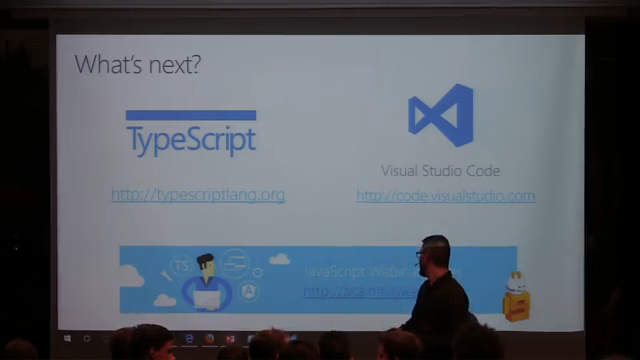 What's next?
TypeScript
Visual Studio Code
http://typescriptlang.org
http://code.visualstudio.com
TS
JavaScript
A